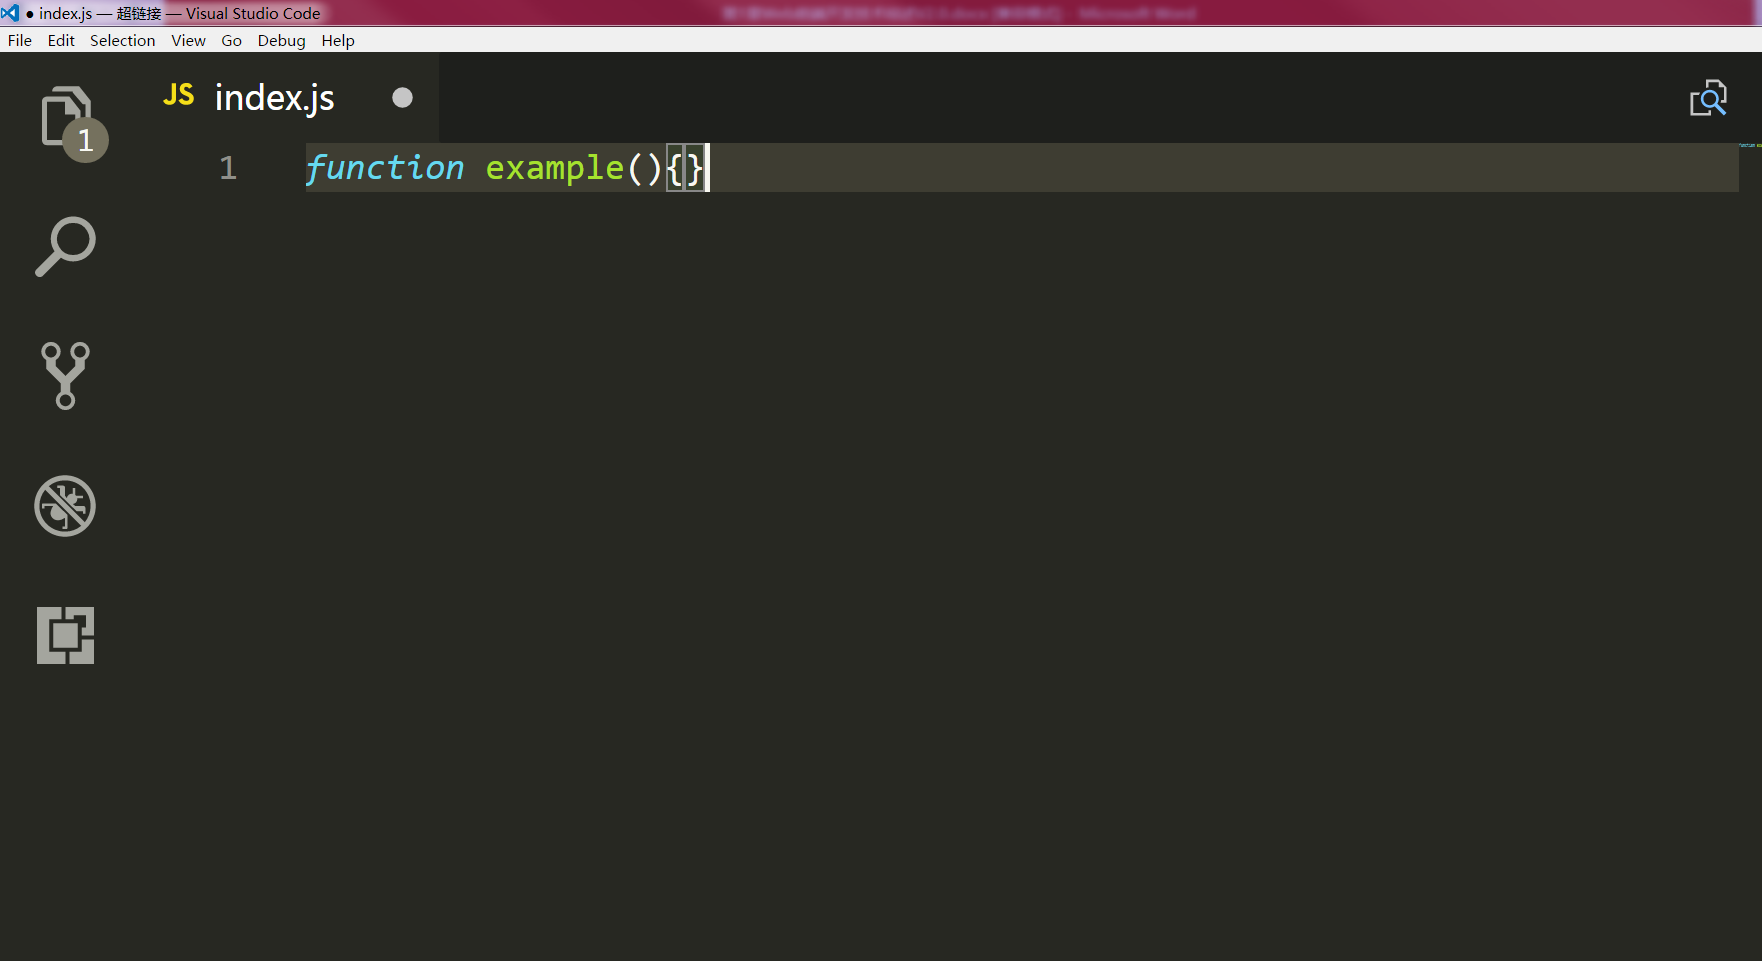 ● index.js — 超链接 — Visual Studio Code
File Edit Selection View Go Debug Help
JS index.js
1
1 function example(){}